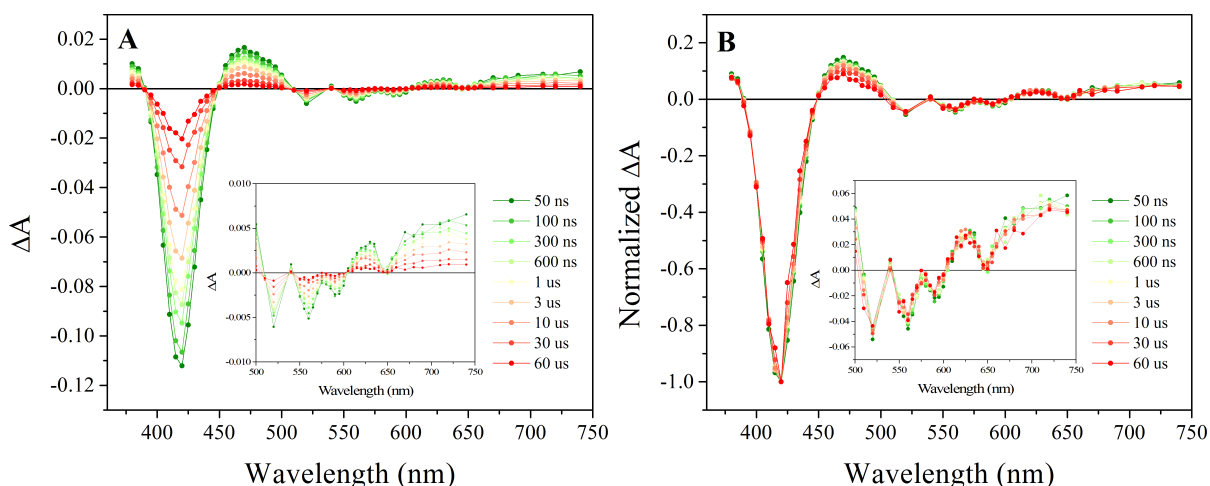 A
0.02
0.00
-0.02
-0.04
-0.06
-0.08
-0.10
-0.12
ΔA
400 450 500 550 600 650 700 750
Wavelength (nm)
50 ns
100 ns
300 ns
600 ns
1 us
3 us
10 us
30 us
60 us
0.010
0.005
0.000
-0.005
-0.010
ΔA
500 550 600 650 700 750
Wavelength (nm)
B
0.2
0.0
-0.2
-0.4
-0.6
-0.8
-1.0
Normalized ΔA
400 450 500 550 600 650 700 750
Wavelength (nm)
50 ns
100 ns
300 ns
600 ns
1 us
3 us
10 us
30 us
60 us
0.06
0.04
0.02
0.00
-0.02
-0.04
-0.06
ΔA
500 550 600 650 700 750
Wavelength (nm)